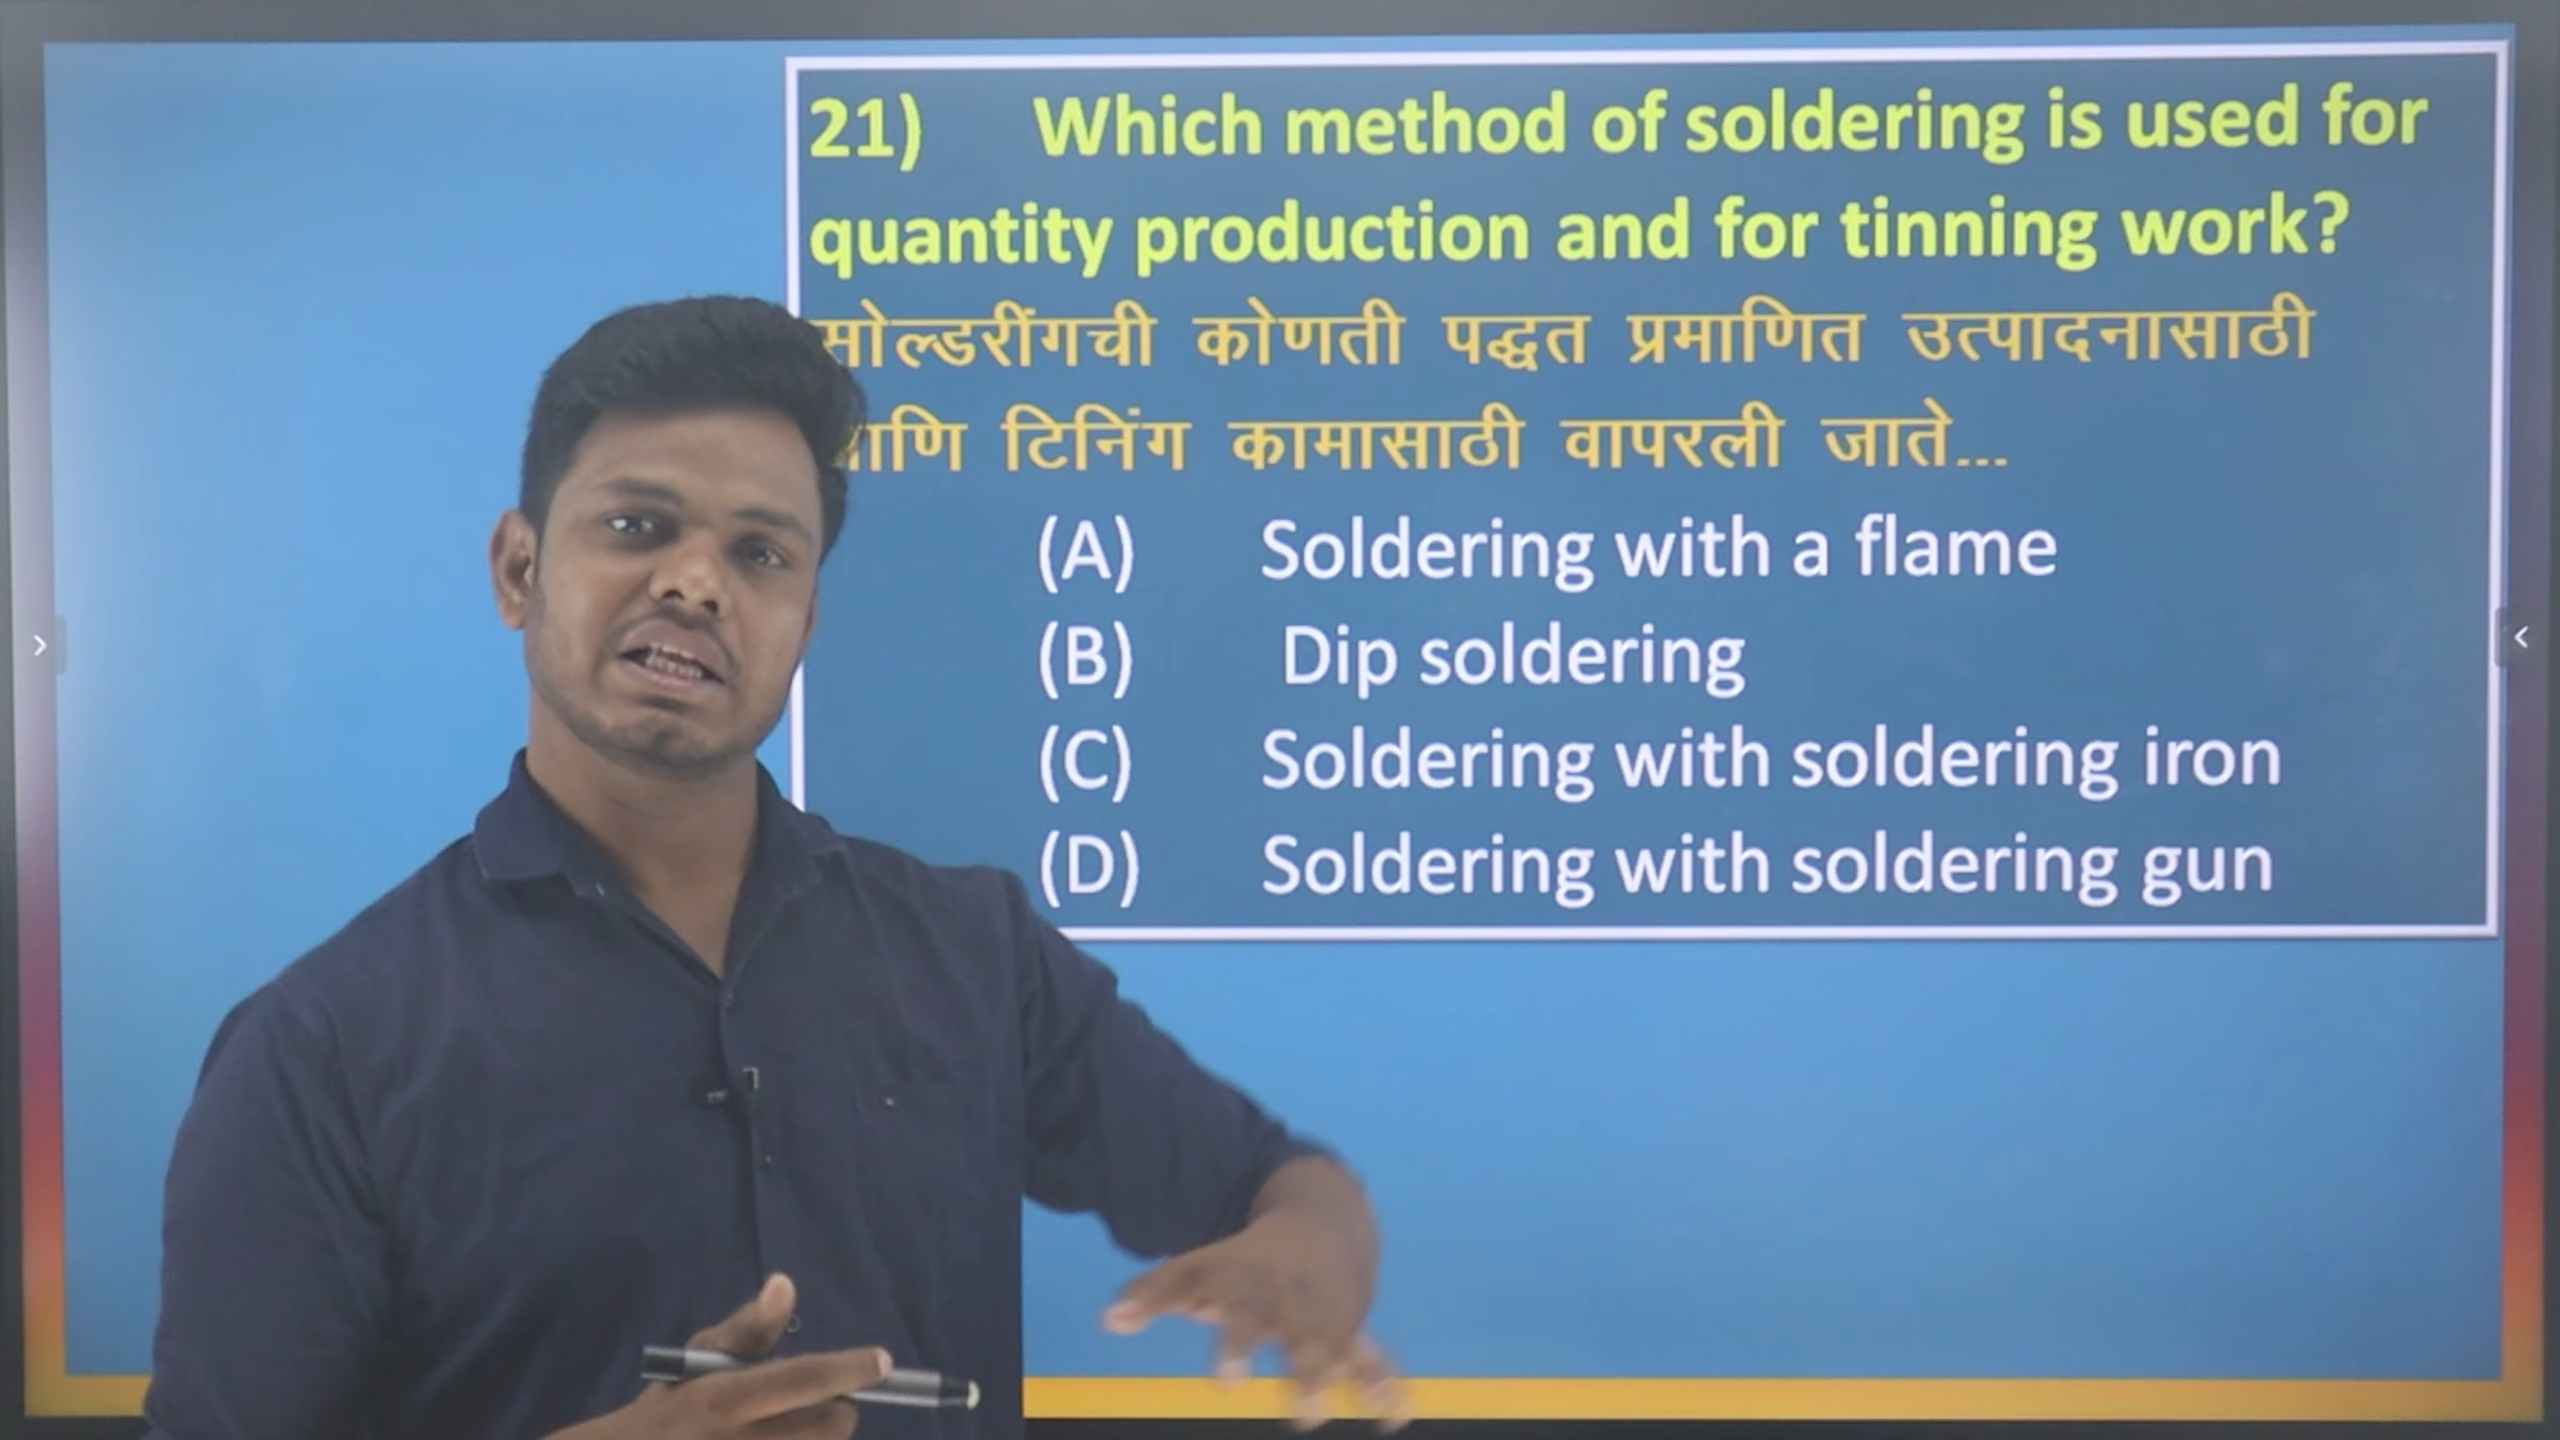 21) Which method of soldering is used for
quantity production and for tinning work?
सोल्डरींगची कोणती पद्धत प्रमाणित उत्पादनासाठी
टिनिंग कामासाठी वापरली जाते...
(A) Soldering with a flame
(B) Dip soldering
(C) Soldering with soldering iron
(D) Soldering with soldering gun